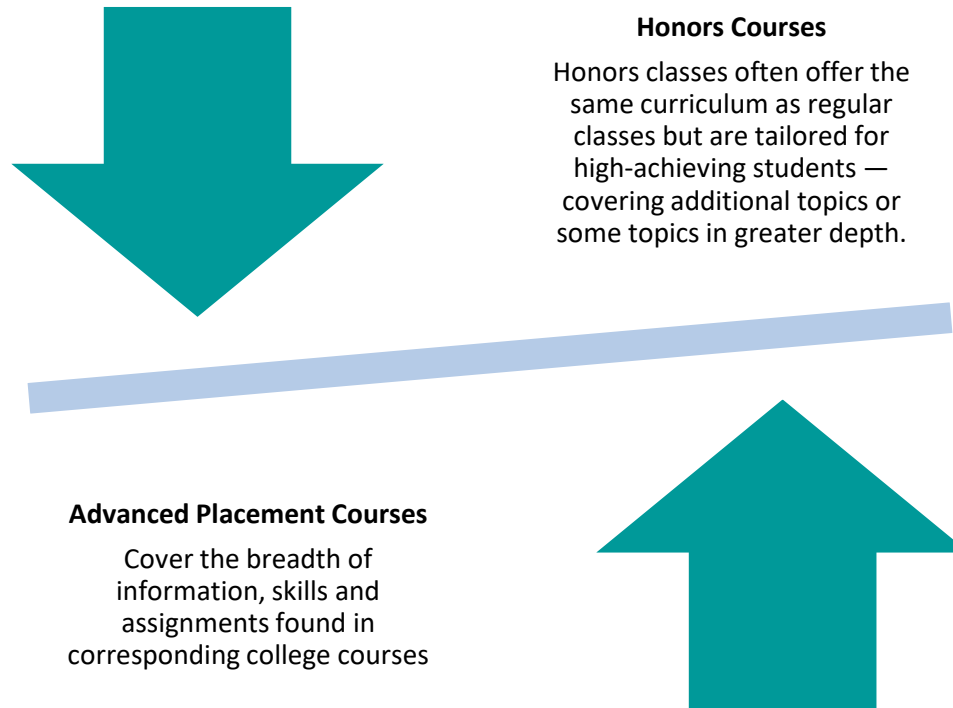 Honors Courses
Honors classes often offer the
same curriculum as regular
classes but are tailored for
high-achieving students —
covering additional topics or
some topics in greater depth.
Advanced Placement Courses
Cover the breadth of
information, skills and
assignments found in
corresponding college courses